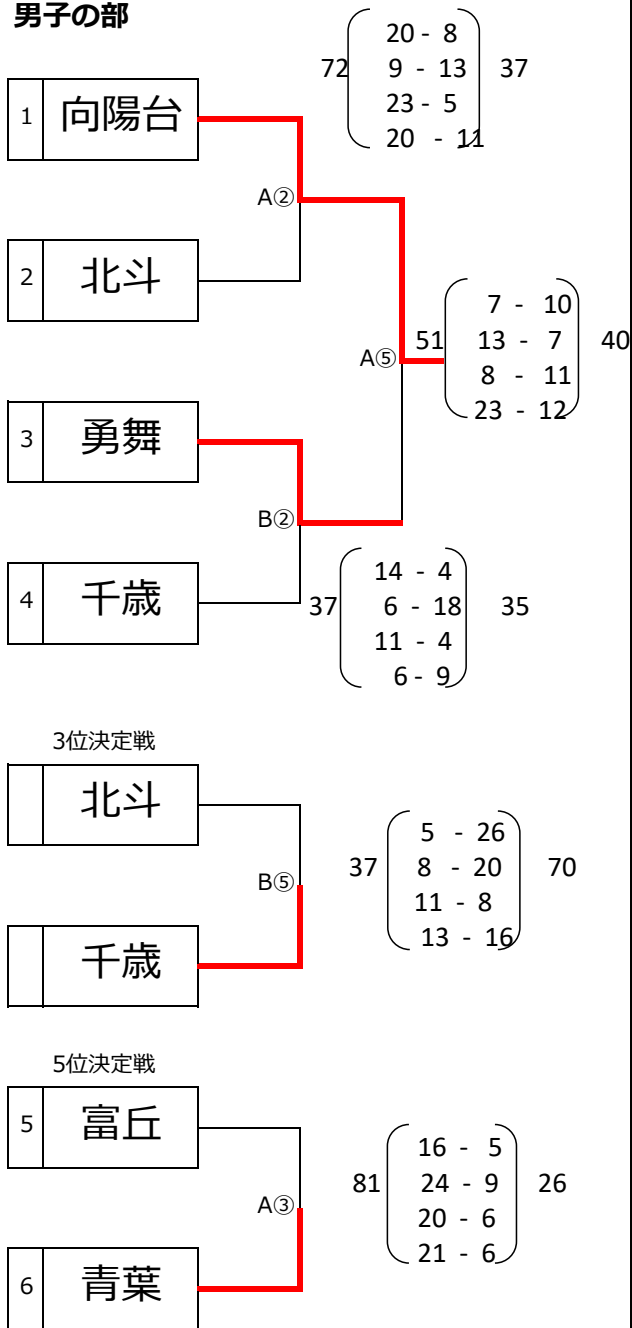 男子の部
72 20 - 8 37
9 - 13
23 - 5
20 - 11
1 向陽台
A②
2 北斗
51 7 - 10 40
13 - 7
8 - 11
23 - 12
A⑤
3 勇舞
B②
4 千歳
37 14 - 4 35
6 - 18
11 - 4
6 - 9
3位決定戦
北斗
B⑤
千歳
37 5 - 26 70
8 - 20
11 - 8
13 - 16
5位決定戦
5 富丘
A③
6 青葉
81 16 - 5 26
24 - 9
20 - 6
21 - 6